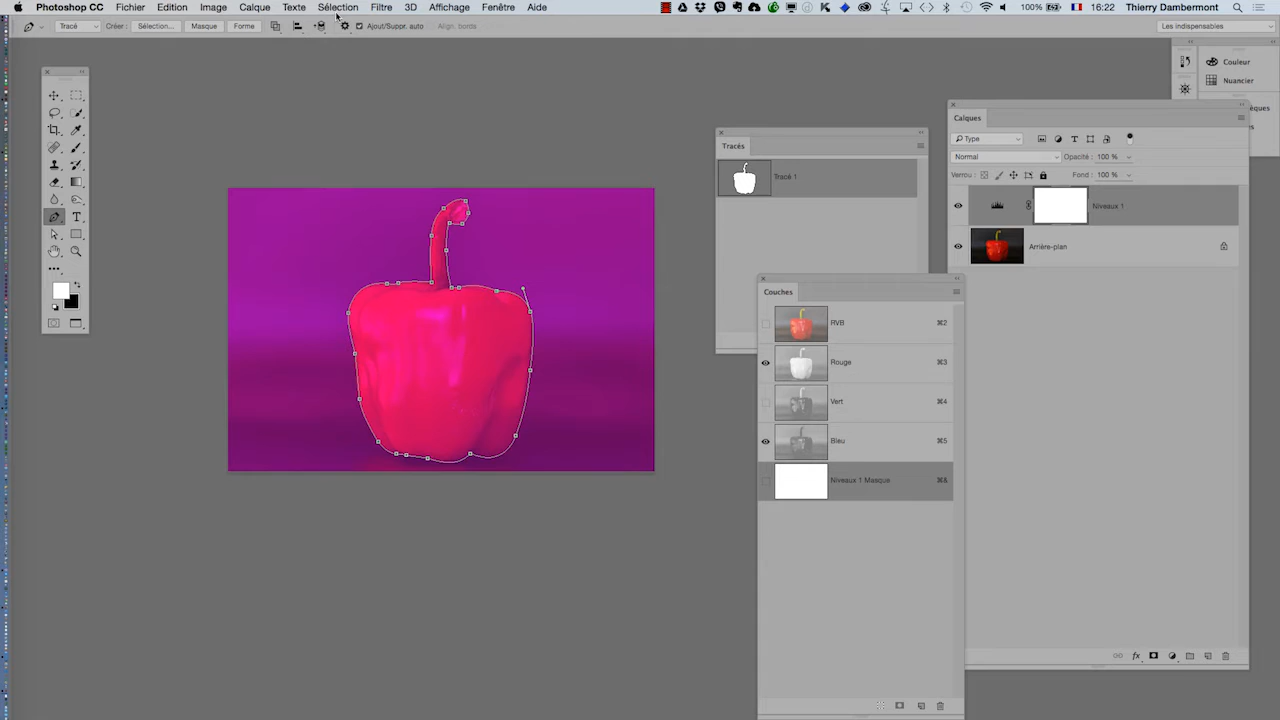 Photoshop CC Fichier Edition Image Calque Texte Sélection Filtre 3D Affichage Fenêtre Aide 100% 16:22 Thierry Dambermont
Tracé Créer : Sélection... Masque Forme Ajout/Suppr. auto Align. bords Les indispensables
Couleur
Nuancier
èques
Calques
Type
Normal Opacité : 100 %
Verrou : Fond : 100 %
Niveaux 1
Arrière-plan
Tracés
Tracé 1
Couches
RVB ⌘2
Rouge ⌘3
Vert ⌘4
Bleu ⌘5
Niveaux 1 Masque
fx